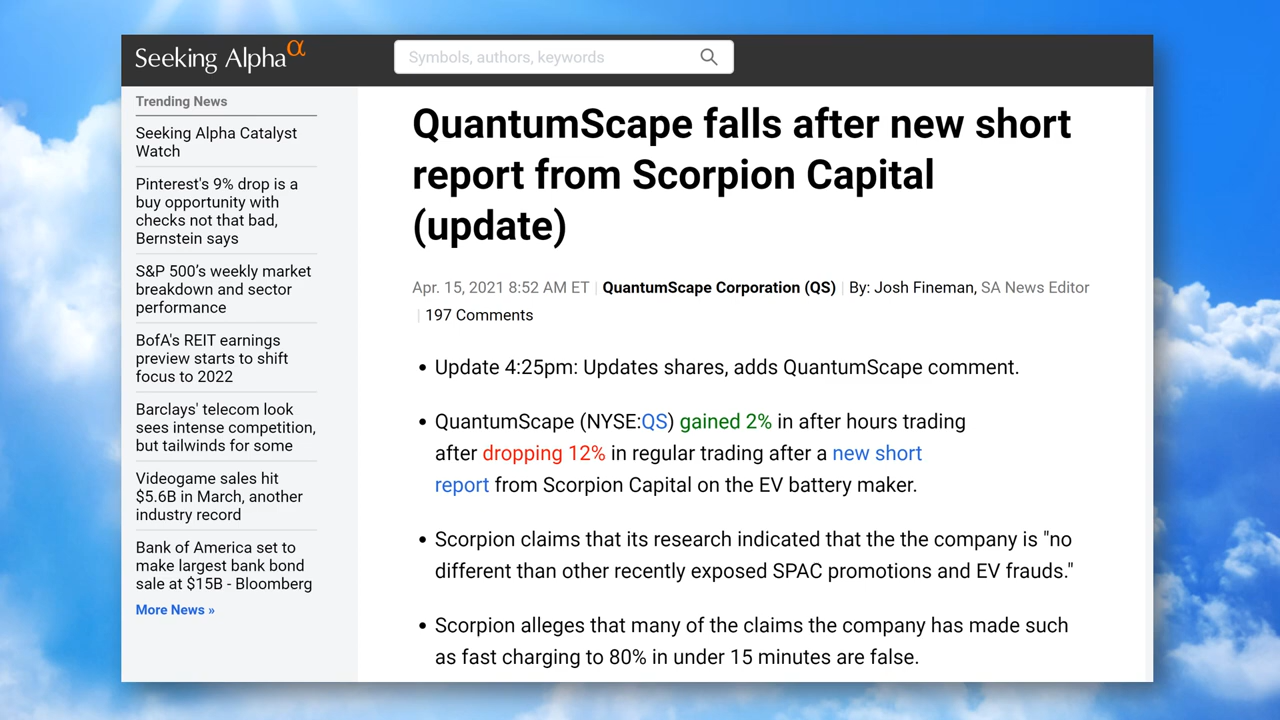 Seeking Alphaα
Symbols, authors, keywords
Trending News
Seeking Alpha Catalyst
Watch
Pinterest's 9% drop is a
buy opportunity with
checks not that bad,
Bernstein says
S&P 500's weekly market
breakdown and sector
performance
BofA's REIT earnings
preview starts to shift
focus to 2022
Barclays' telecom look
sees intense competition,
but tailwinds for some
Videogame sales hit
$5.6B in March, another
industry record
Bank of America set to
make largest bank bond
sale at $15B - Bloomberg
More News »
QuantumScape falls after new short
report from Scorpion Capital
(update)
Apr. 15, 2021 8:52 AM ET | QuantumScape Corporation (QS) | By: Josh Fineman, SA News Editor
| 197 Comments
• Update 4:25pm: Updates shares, adds QuantumScape comment.
• QuantumScape (NYSE:QS) gained 2% in after hours trading
after dropping 12% in regular trading after a new short
report from Scorpion Capital on the EV battery maker.
• Scorpion claims that its research indicated that the the company is "no
different than other recently exposed SPAC promotions and EV frauds."
• Scorpion alleges that many of the claims the company has made such
as fast charging to 80% in under 15 minutes are false.